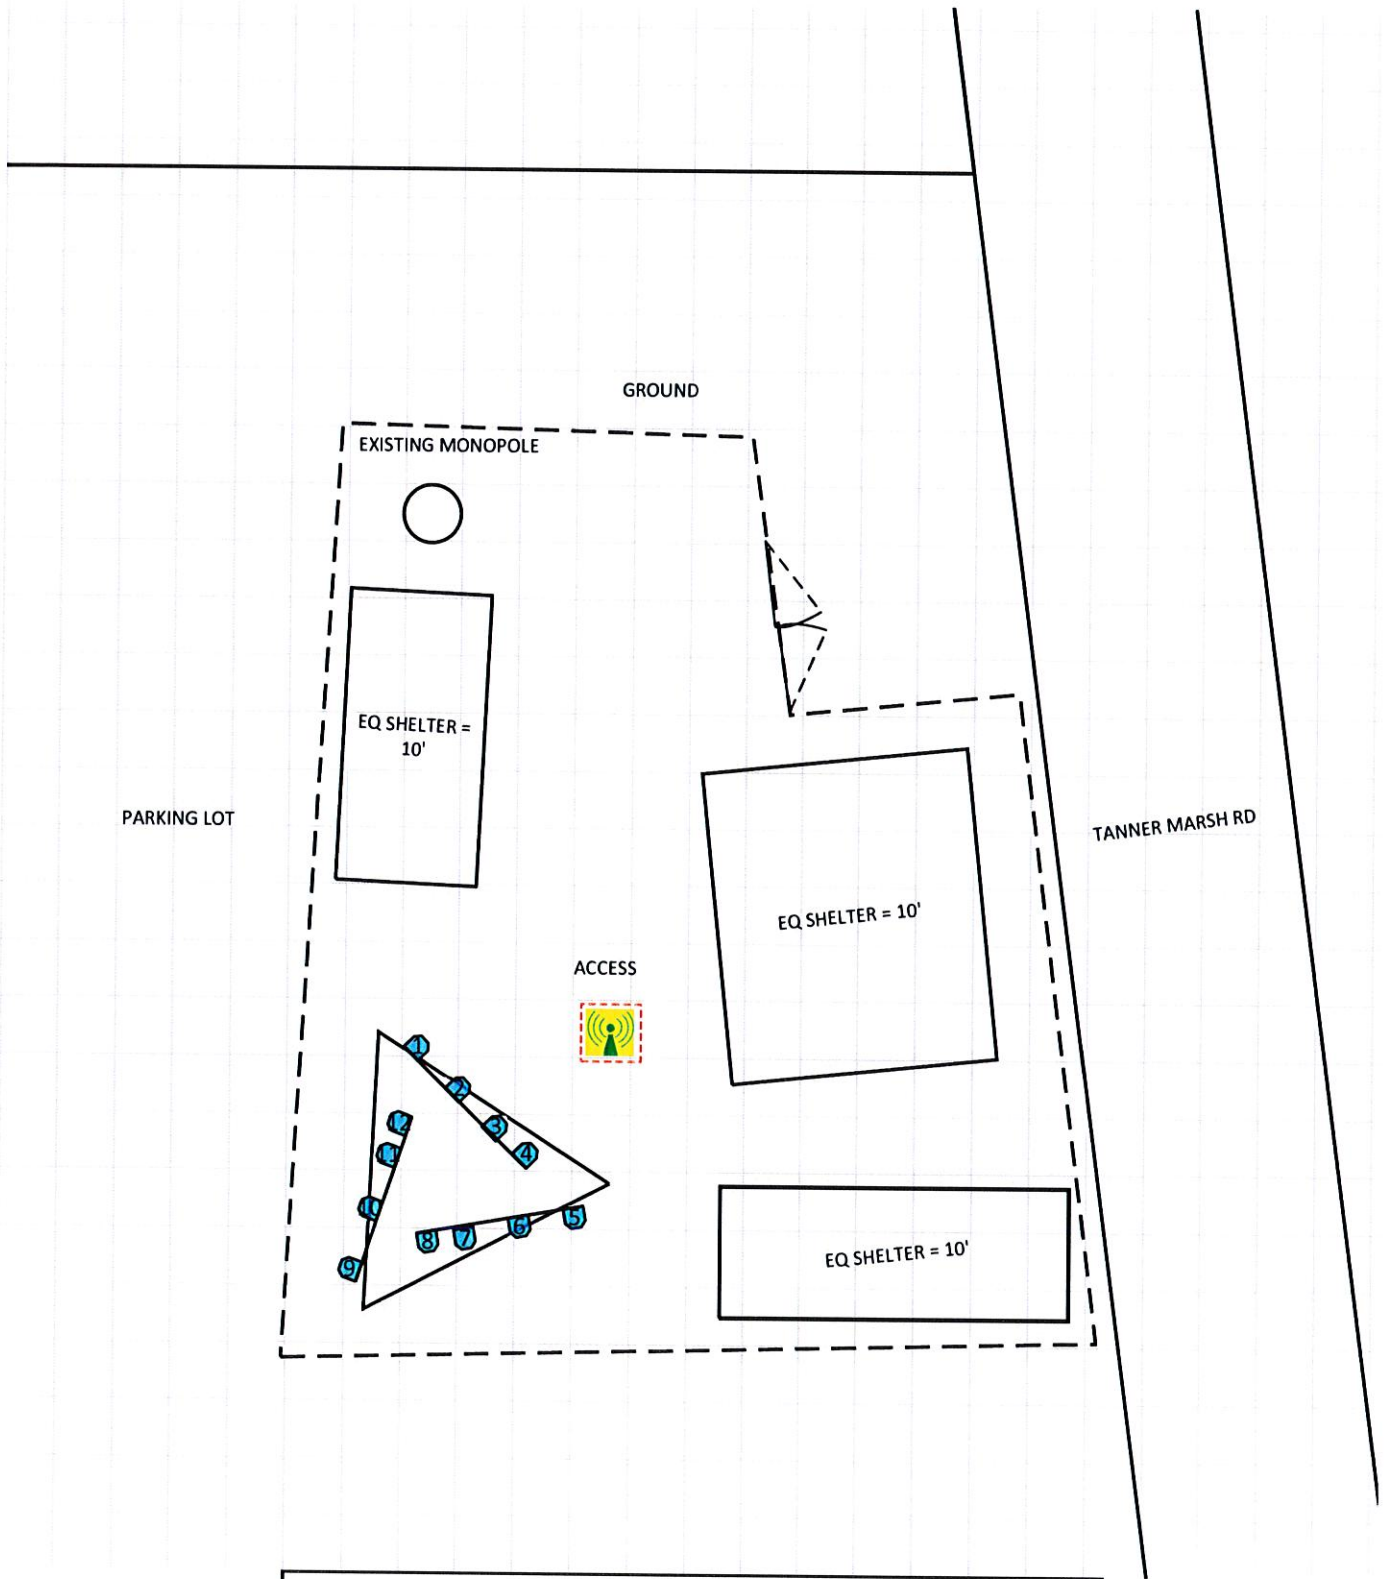 GROUND
EXISTING MONOPOLE
EQ SHELTER =
10'
PARKING LOT
TANNER MARSH RD
EQ SHELTER = 10'
ACCESS
1
2
3
4
12
11
10
9
5
6
7
8
EQ SHELTER = 10'